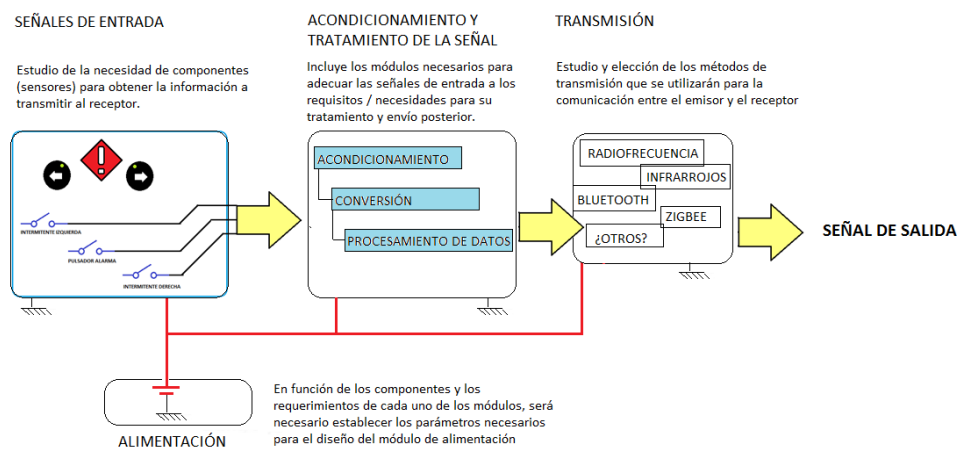 SEÑALES DE ENTRADA
Estudio de la necesidad de componentes
(sensores) para obtener la información a
transmitir al receptor.
INTERMITENTE IZQUIERDA
PULSADOR ALARMA
INTERMITENTE DERECHA
ACONDICIONAMIENTO Y
TRATAMIENTO DE LA SEÑAL
Incluye los módulos necesarios para
adecuar las señales de entrada a los
requisitos / necesidades para su
tratamiento y envío posterior.
ACONDICIONAMIENTO
CONVERSIÓN
PROCESAMIENTO DE DATOS
TRANSMISIÓN
Estudio y elección de los métodos de
transmisión que se utilizarán para la
comunicación entre el emisor y el receptor
RADIOFRECUENCIA
INFRARROJOS
BLUETOOTH
ZIGBEE
¿OTROS?
SEÑAL DE SALIDA
ALIMENTACIÓN
En función de los componentes y los
requerimientos de cada uno de los módulos, será
necesario establecer los parámetros necesarios
para el diseño del módulo de alimentación